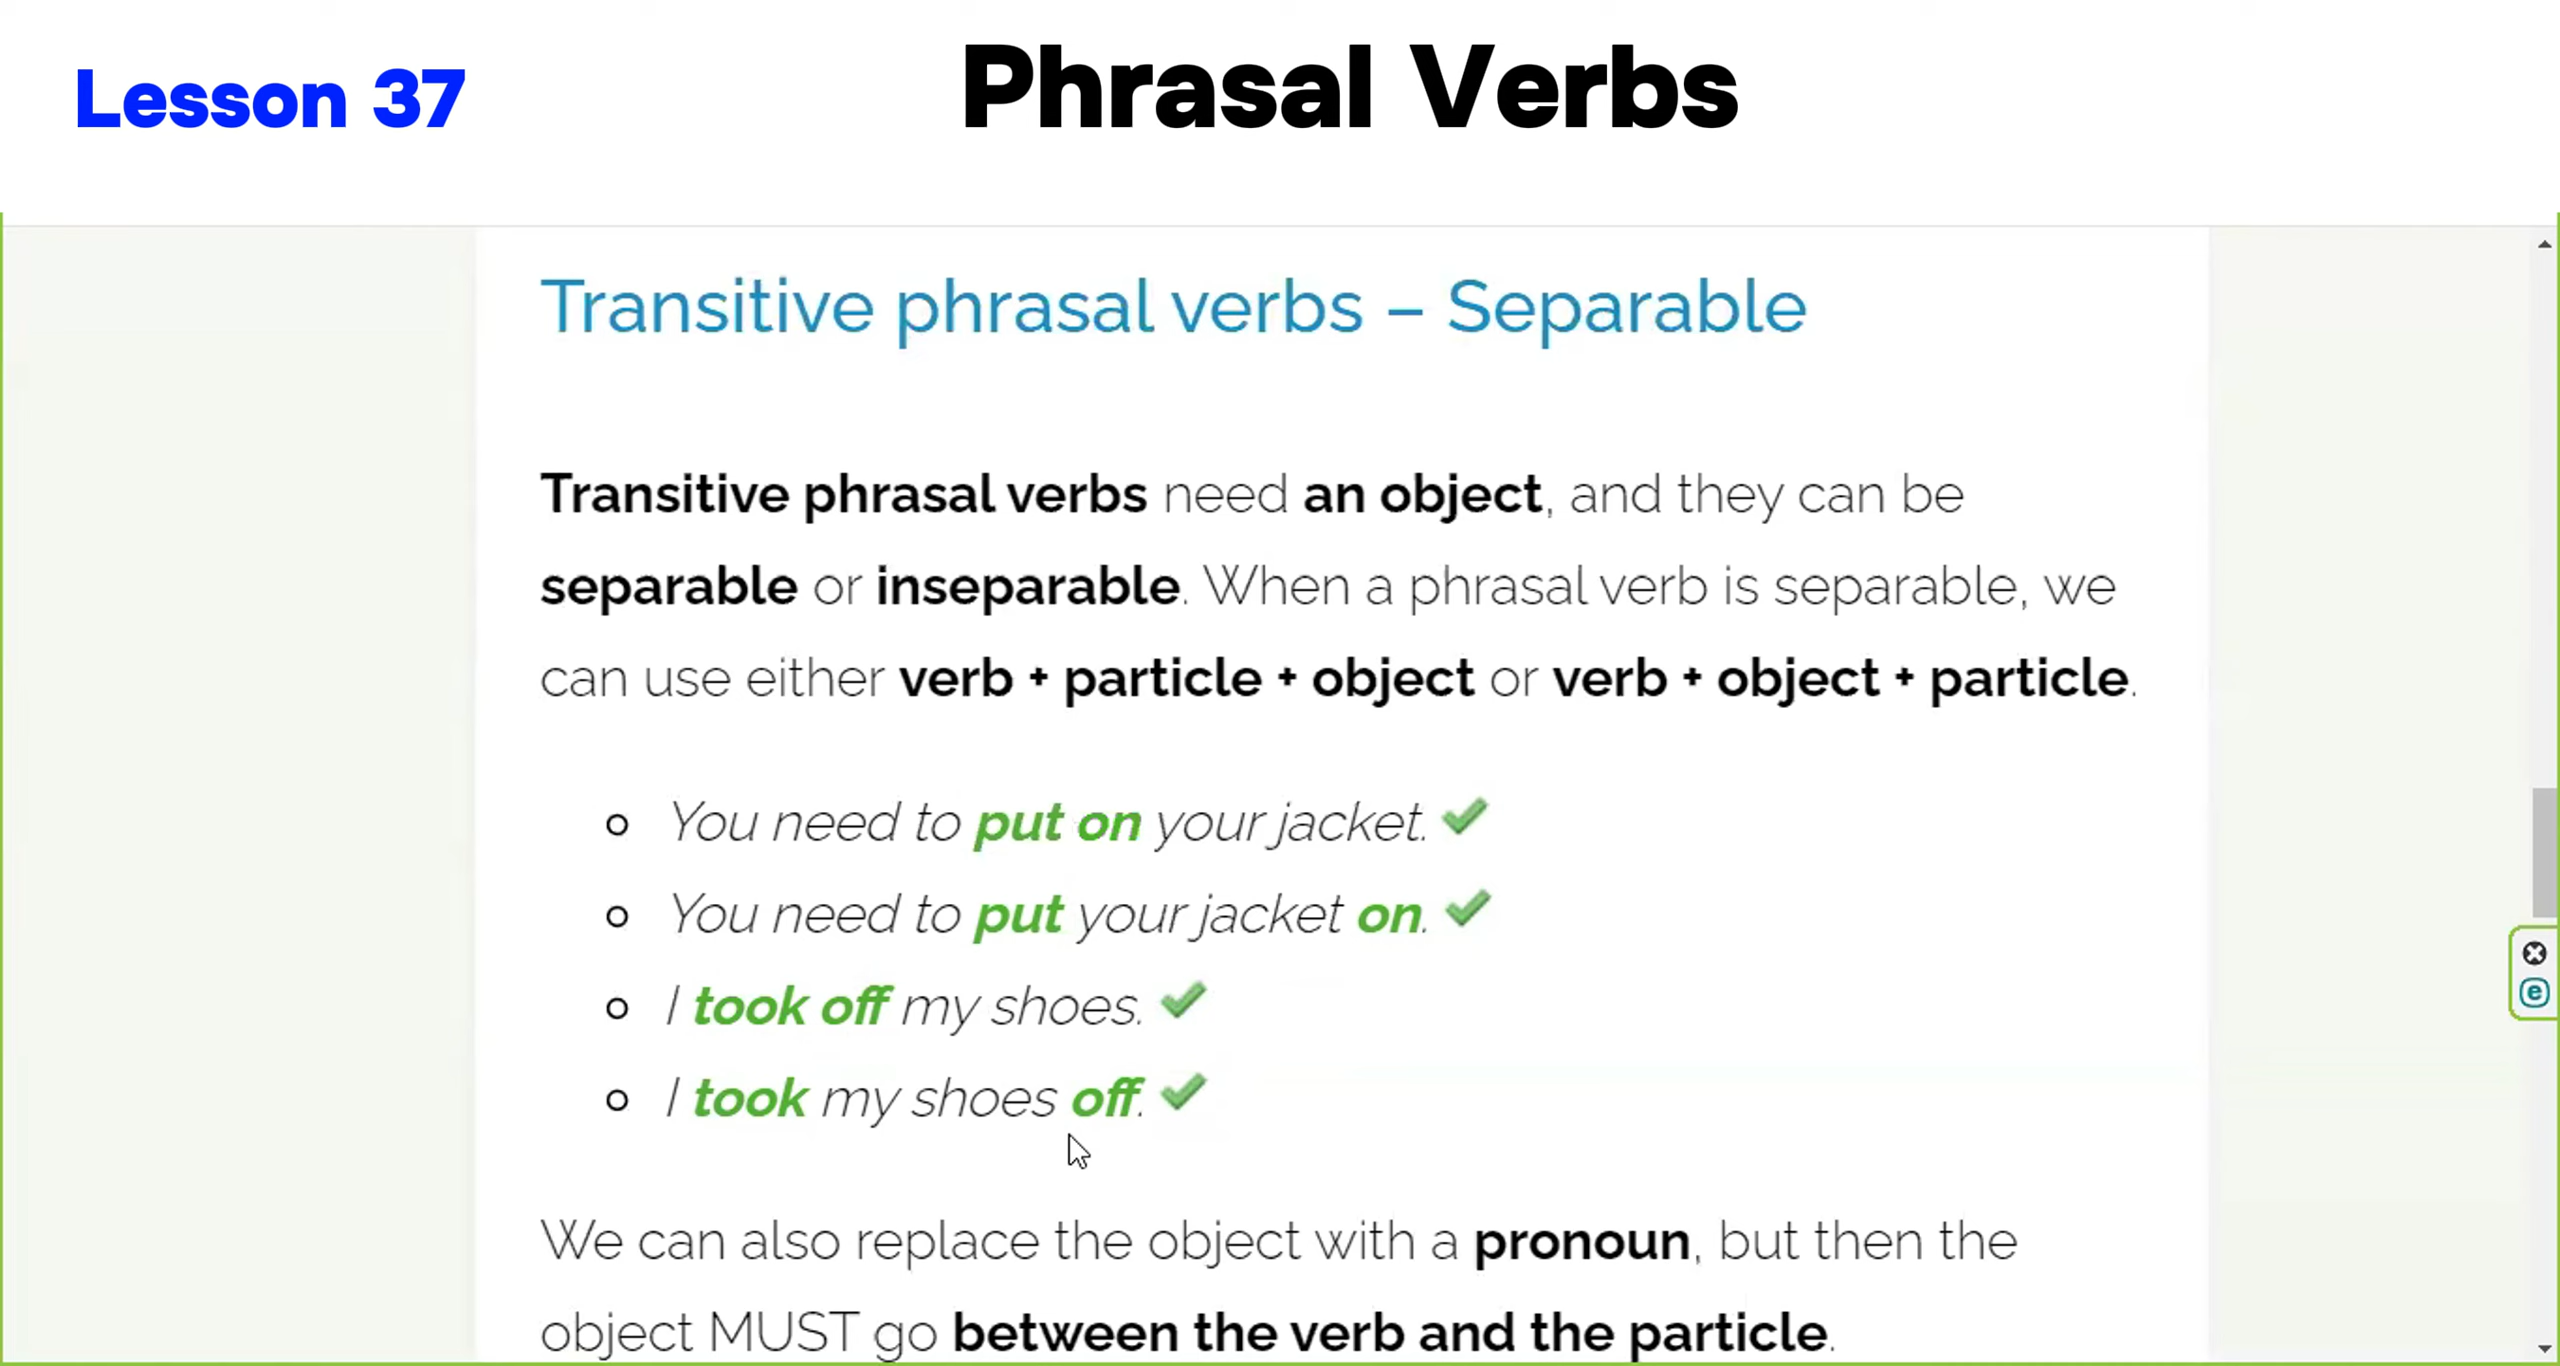 Lesson 37
Phrasal Verbs
Transitive phrasal verbs – Separable
Transitive phrasal verbs need an object, and they can be
separable or inseparable. When a phrasal verb is separable, we
can use either verb + particle + object or verb + object + particle.
You need to put on your jacket.
You need to put your jacket on.
I took off my shoes.
I took my shoes off.
We can also replace the object with a pronoun, but then the
object MUST go between the verb and the particle.
e